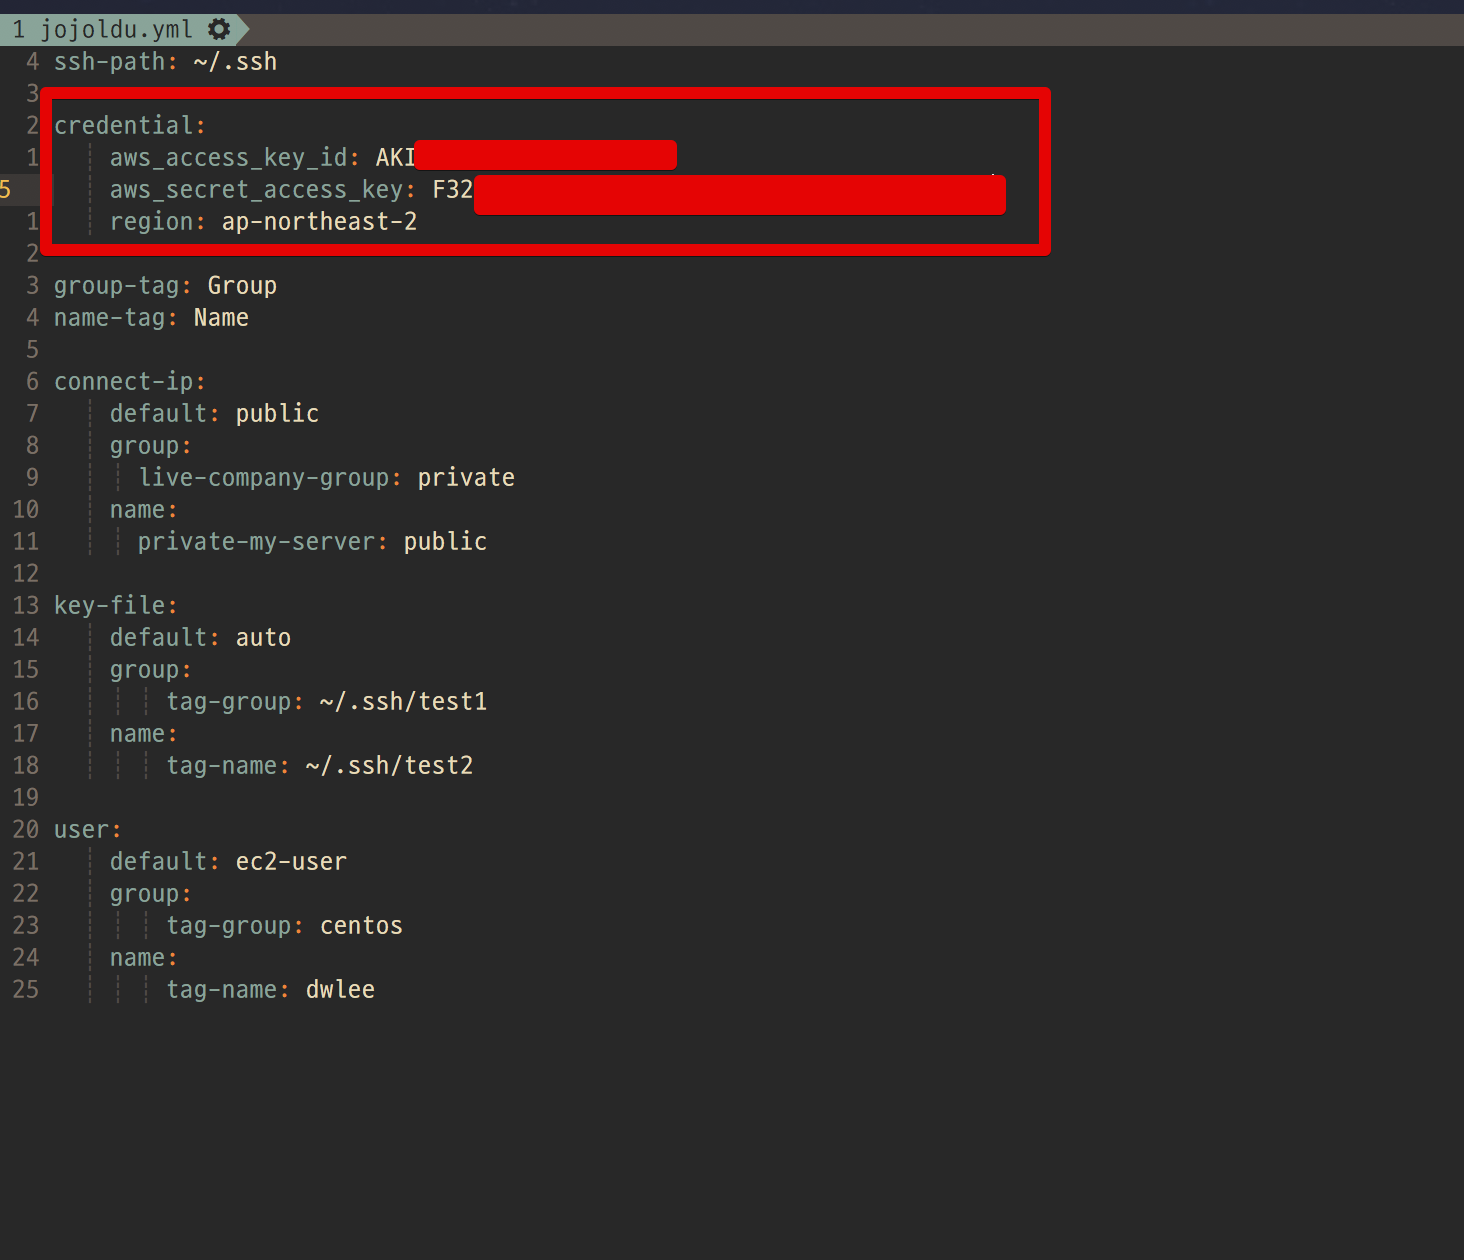 1 jojoldu.yml
4 ssh-path: ~/.ssh
3
2 credential:
1 aws_access_key_id: AKI
5 aws_secret_access_key: F32
1 region: ap-northeast-2
2
3 group-tag: Group
4 name-tag: Name
5
6 connect-ip:
7 default: public
8 group:
9 live-company-group: private
10 name:
11 private-my-server: public
12
13 key-file:
14 default: auto
15 group:
16 tag-group: ~/.ssh/test1
17 name:
18 tag-name: ~/.ssh/test2
19
20 user:
21 default: ec2-user
22 group:
23 tag-group: centos
24 name:
25 tag-name: dwlee